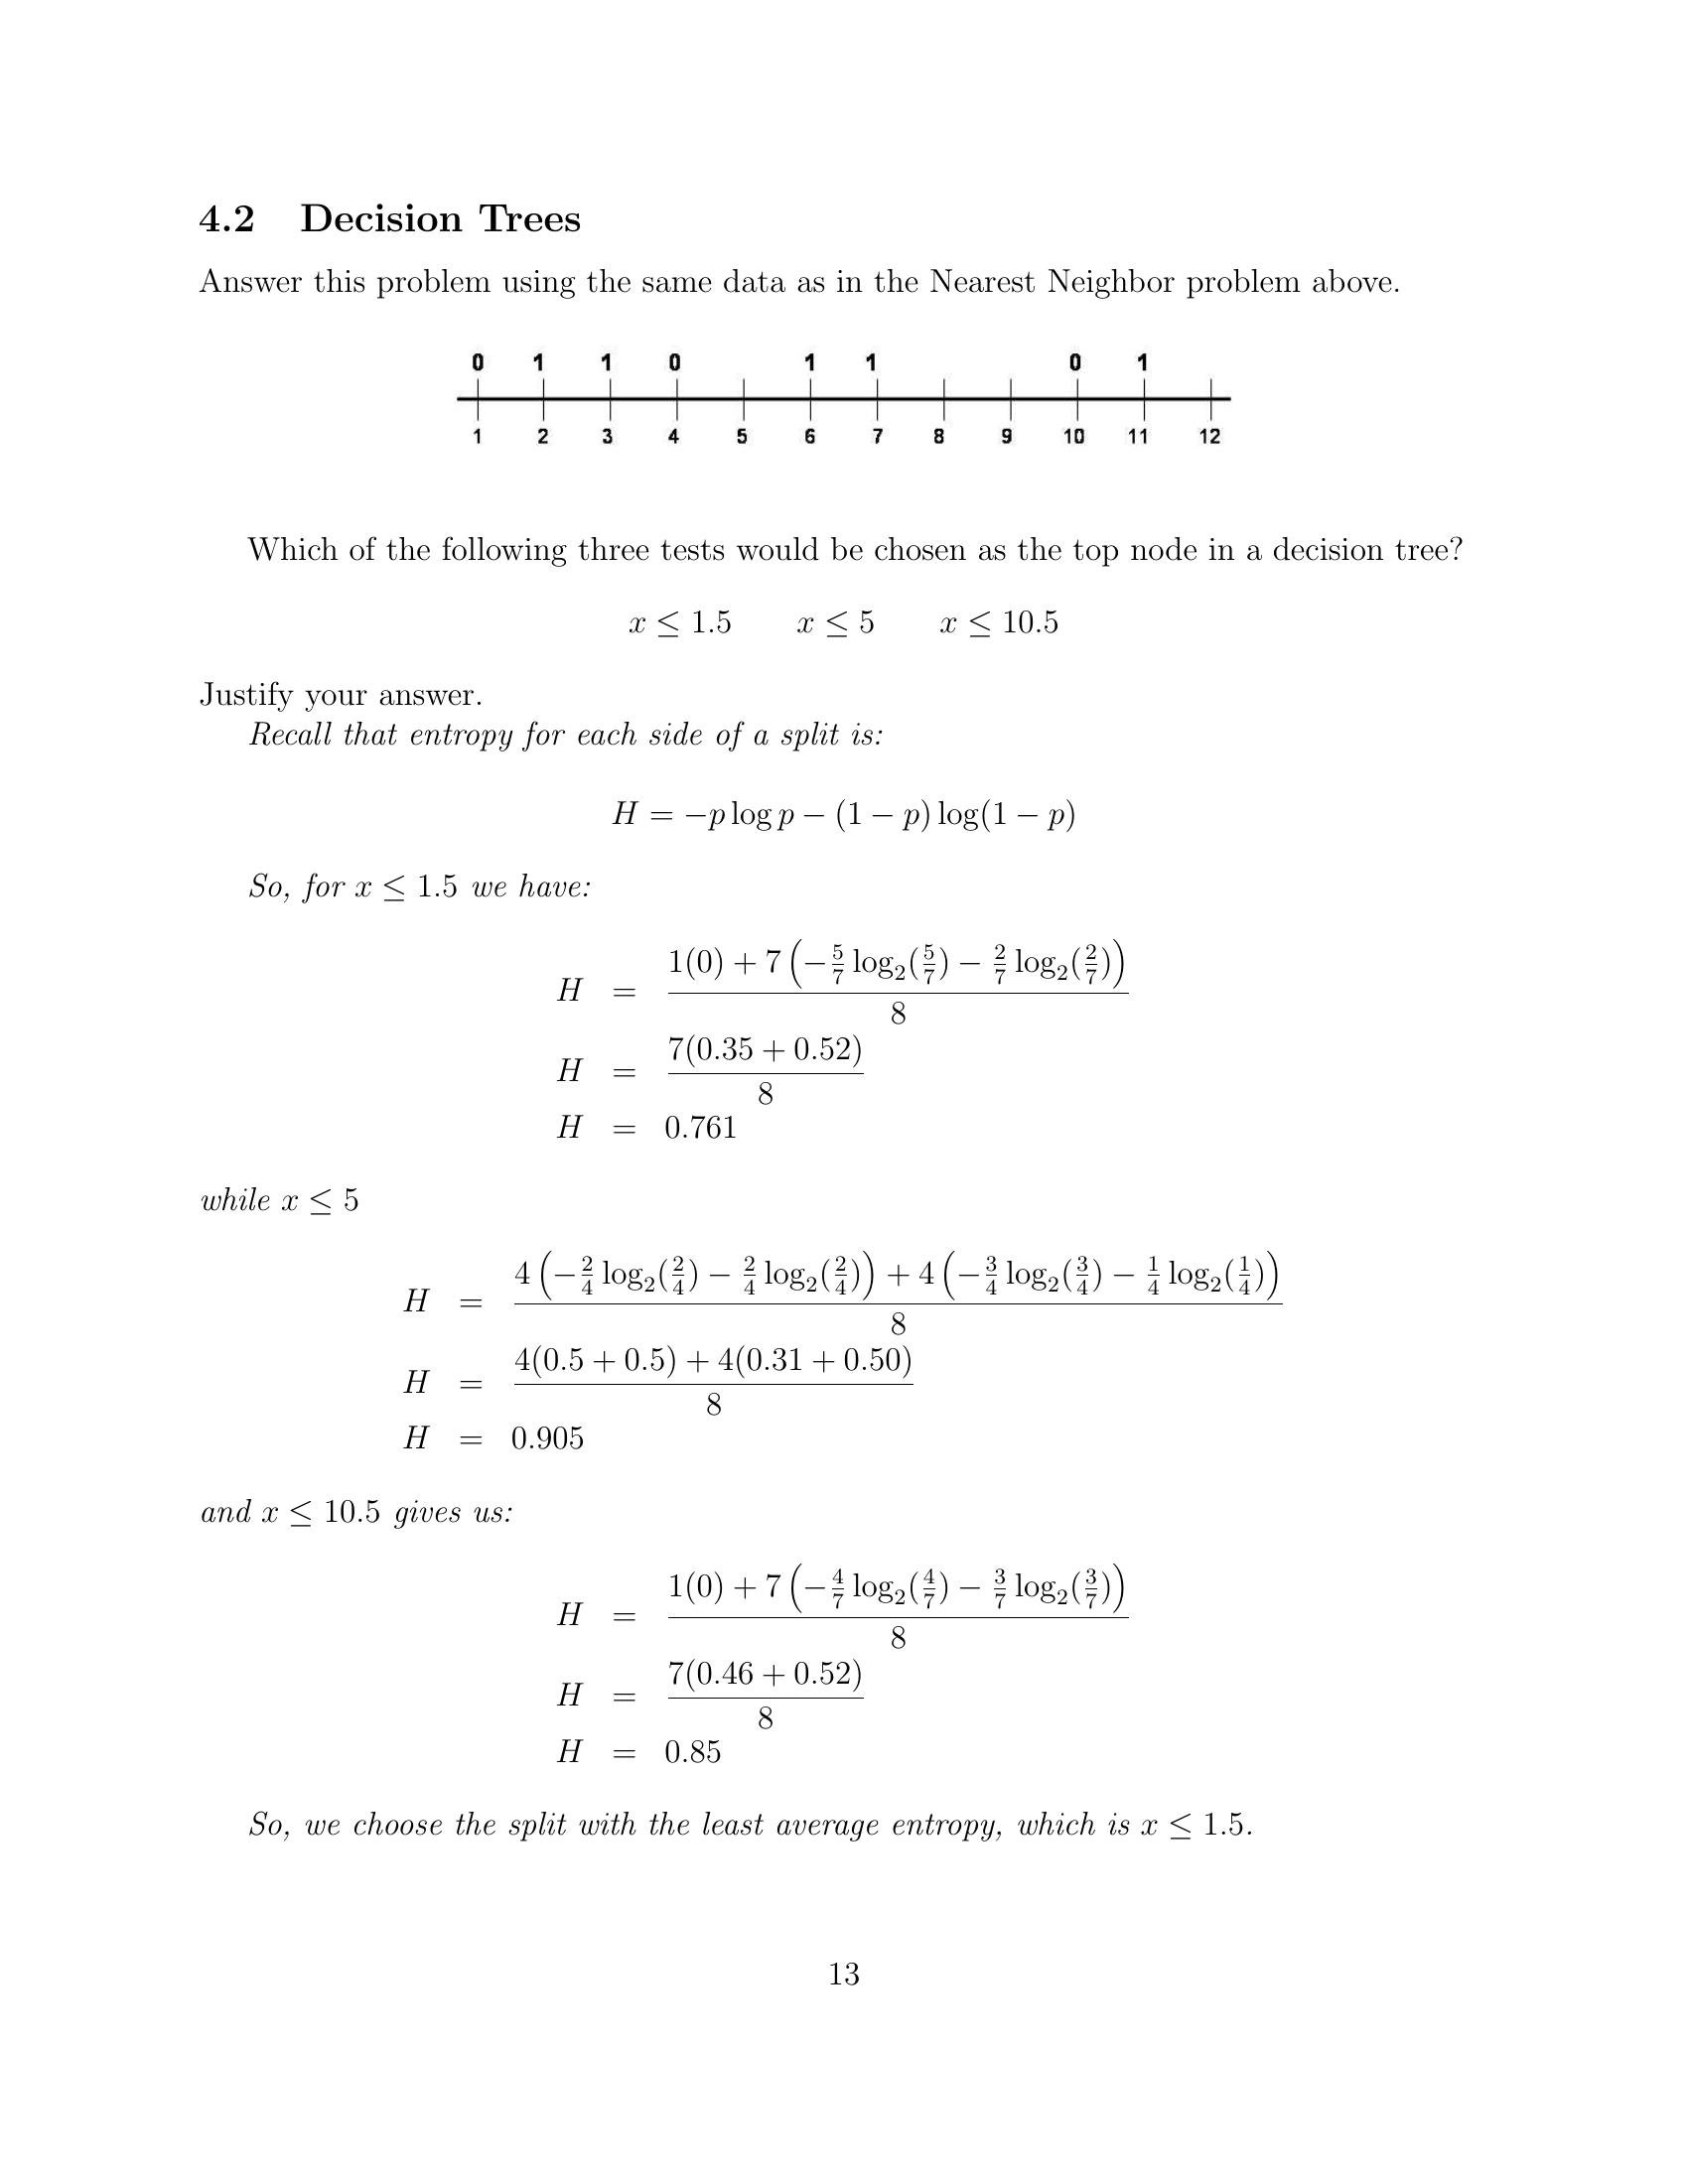 4.2 Decision Trees
Answer this problem using the same data as in the Nearest Neighbor problem above.
0 1 1 0 1 1 0 1
1 2 3 4 5 6 7 8 9 10 11 12
Which of the following three tests would be chosen as the top node in a decision tree?
x ≤ 1.5 x ≤ 5 x ≤ 10.5
Justify your answer.
Recall that entropy for each side of a split is:
H = −p log p − (1 − p) log(1 − p)
So, for x ≤ 1.5 we have:
H = \frac{1(0) + 7\left(-\frac{5}{7}\log_2(\frac{5}{7}) - \frac{2}{7}\log_2(\frac{2}{7})\right)}{8}
H = \frac{7(0.35 + 0.52)}{8}
H = 0.761
while x ≤ 5
H = \frac{4\left(-\frac{2}{4}\log_2(\frac{2}{4}) - \frac{2}{4}\log_2(\frac{2}{4})\right) + 4\left(-\frac{3}{4}\log_2(\frac{3}{4}) - \frac{1}{4}\log_2(\frac{1}{4})\right)}{8}
H = \frac{4(0.5 + 0.5) + 4(0.31 + 0.50)}{8}
H = 0.905
and x ≤ 10.5 gives us:
H = \frac{1(0) + 7\left(-\frac{4}{7}\log_2(\frac{4}{7}) - \frac{3}{7}\log_2(\frac{3}{7})\right)}{8}
H = \frac{7(0.46 + 0.52)}{8}
H = 0.85
So, we choose the split with the least average entropy, which is x ≤ 1.5.
13